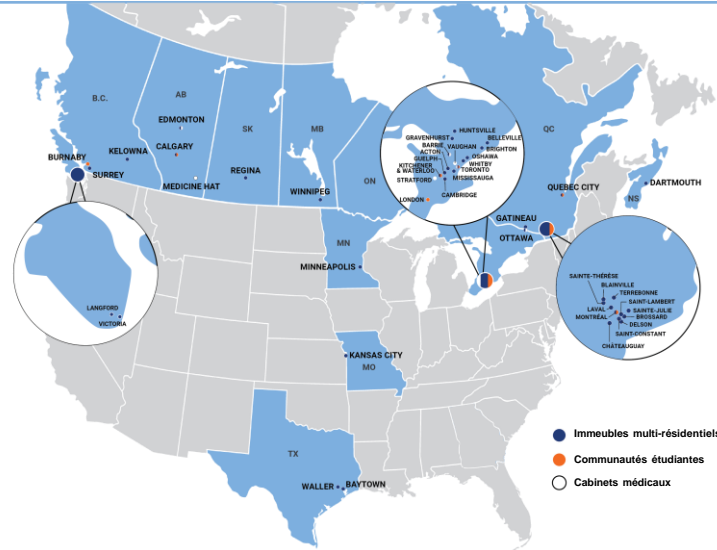 B.C.
AB
EDMONTON
CALGARY
SK
MB
BURNABY
KELOWNA
SURREY
MEDICINE HAT
REGINA
WINNIPEG
ON
QC
HUNTSVILLE
GRAVENHURST
BELLEVILLE
BARRIE
VAUGHAN
BRIGHTON
ACTON
OSHAWA
GUELPH
WHITBY
KITCHENER
& WATERLOO
TORONTO
STRATFORD
MISSISSAUGA
CAMBRIDGE
LONDON
QUEBEC CITY
DARTMOUTH
NS
GATINEAU
OTTAWA
LANGFORD
VICTORIA
MN
MINNEAPOLIS
SAINTE-THÉRÈSE
BLAINVILLE
TERREBONNE
SAINT-LAMBERT
LAVAL
SAINTE-JULIE
MONTRÉAL
BROSSARD
DELSON
SAINT-CONSTANT
CHÂTEAUGUAY
KANSAS CITY
MO
TX
WALLER
BAYTOWN
Immeubles multi-résidentiels
Communautés étudiantes
Cabinets médicaux